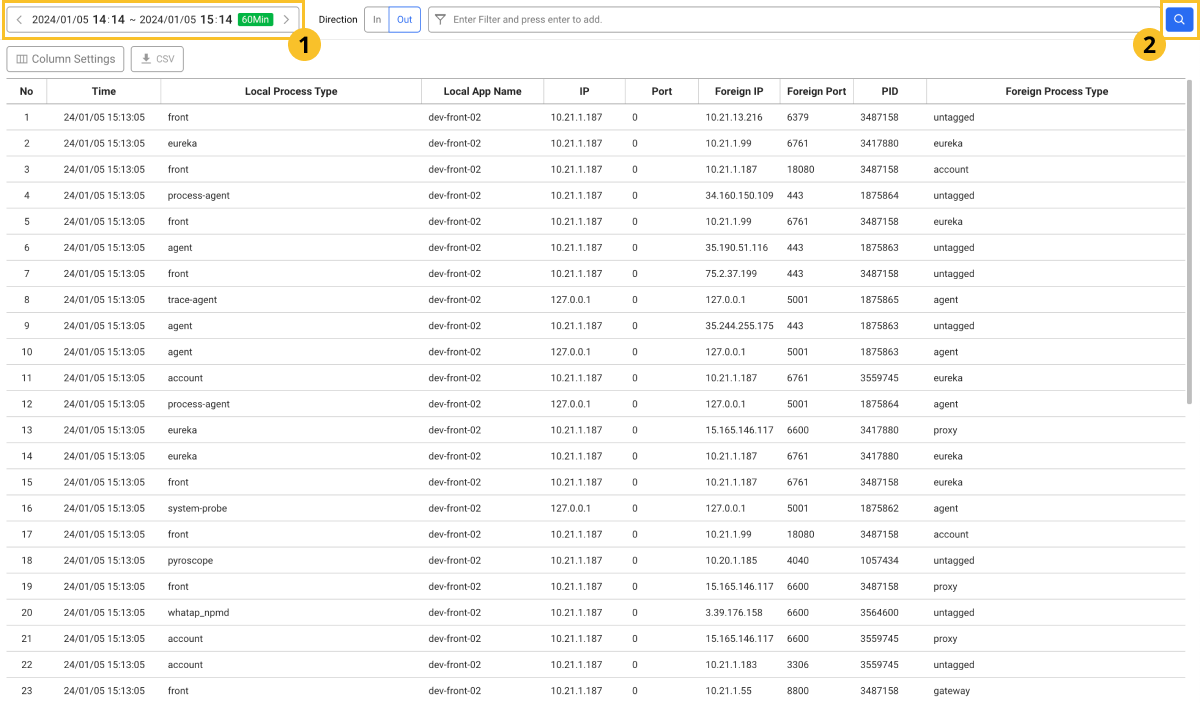 2024/01/05 14:14 ~ 2024/01/05 15:14 60Min Direction In Out Enter Filter and press enter to add.
1 2
Column Settings CSV
No Time Local Process Type Local App Name IP Port Foreign IP Foreign Port PID Foreign Process Type
1 24/01/05 15:13:05 front dev-front-02 10.21.1.187 0 10.21.13.216 6379 3487158 untagged
2 24/01/05 15:13:05 eureka dev-front-02 10.21.1.187 0 10.21.1.99 6761 3417880 eureka
3 24/01/05 15:13:05 front dev-front-02 10.21.1.187 0 10.21.1.187 18080 3487158 account
4 24/01/05 15:13:05 process-agent dev-front-02 10.21.1.187 0 34.160.150.109 443 1875864 untagged
5 24/01/05 15:13:05 front dev-front-02 10.21.1.187 0 10.21.1.99 6761 3487158 eureka
6 24/01/05 15:13:05 agent dev-front-02 10.21.1.187 0 35.190.51.116 443 1875863 untagged
7 24/01/05 15:13:05 front dev-front-02 10.21.1.187 0 75.2.37.199 443 3487158 untagged
8 24/01/05 15:13:05 trace-agent dev-front-02 127.0.0.1 0 127.0.0.1 5001 1875865 agent
9 24/01/05 15:13:05 agent dev-front-02 10.21.1.187 0 35.244.255.175 443 1875863 untagged
10 24/01/05 15:13:05 agent dev-front-02 127.0.0.1 0 127.0.0.1 5001 1875863 agent
11 24/01/05 15:13:05 account dev-front-02 10.21.1.187 0 10.21.1.187 6761 3559745 eureka
12 24/01/05 15:13:05 process-agent dev-front-02 127.0.0.1 0 127.0.0.1 5001 1875864 agent
13 24/01/05 15:13:05 eureka dev-front-02 10.21.1.187 0 15.165.146.117 6600 3417880 proxy
14 24/01/05 15:13:05 eureka dev-front-02 10.21.1.187 0 10.21.1.187 6761 3417880 eureka
15 24/01/05 15:13:05 front dev-front-02 10.21.1.187 0 10.21.1.187 6761 3487158 eureka
16 24/01/05 15:13:05 system-probe dev-front-02 127.0.0.1 0 127.0.0.1 5001 1875862 agent
17 24/01/05 15:13:05 front dev-front-02 10.21.1.187 0 10.21.1.99 18080 3487158 account
18 24/01/05 15:13:05 pyroscope dev-front-02 10.21.1.187 0 10.20.1.185 4040 1057434 untagged
19 24/01/05 15:13:05 front dev-front-02 10.21.1.187 0 15.165.146.117 6600 3487158 proxy
20 24/01/05 15:13:05 whatap_npmd dev-front-02 10.21.1.187 0 3.39.176.158 6600 3564600 untagged
21 24/01/05 15:13:05 account dev-front-02 10.21.1.187 0 15.165.146.117 6600 3559745 proxy
22 24/01/05 15:13:05 account dev-front-02 10.21.1.187 0 10.21.1.183 3306 3559745 untagged
23 24/01/05 15:13:05 front dev-front-02 10.21.1.187 0 10.21.1.55 8800 3487158 gateway